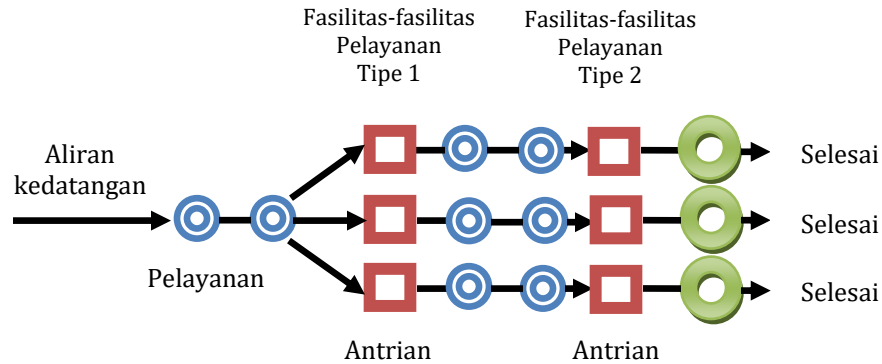 Fasilitas-fasilitas
Pelayanan
Tipe 1
Fasilitas-fasilitas
Pelayanan
Tipe 2
Aliran
kedatangan
Selesai
Selesai
Pelayanan
Selesai
Antrian
Antrian